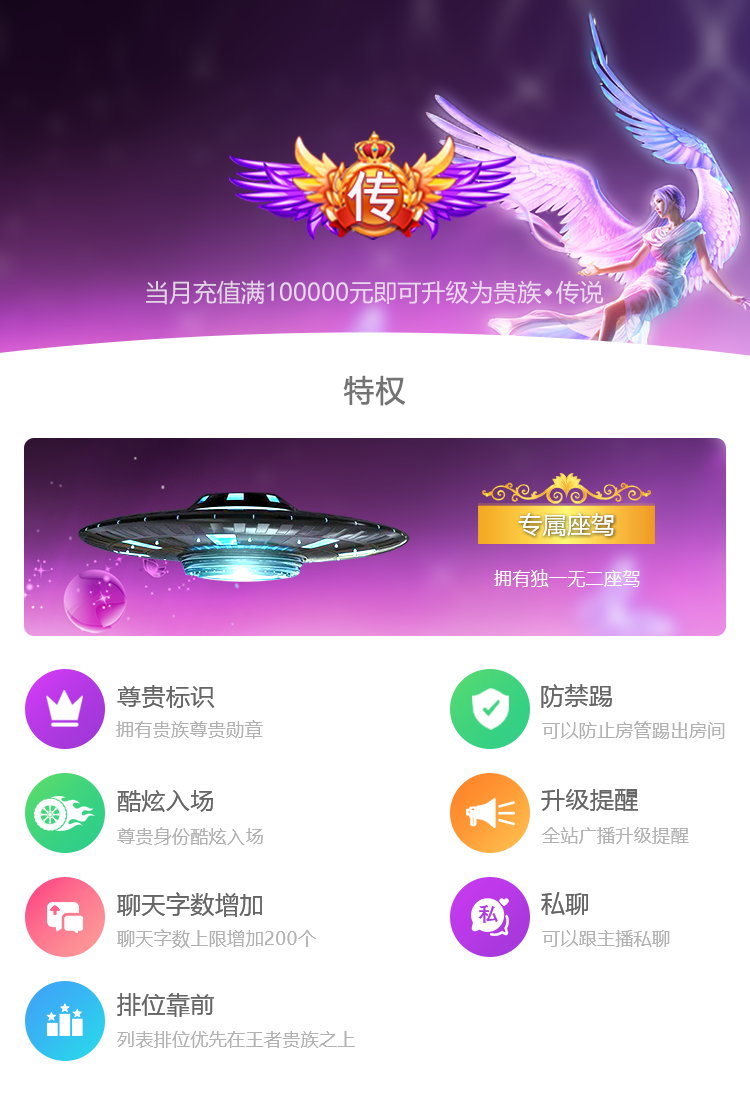 传
当月充值满100000元即可升级为贵族•传说
特权
专属座驾
拥有独一无二座驾
尊贵标识
拥有贵族尊贵勋章
防禁踢
可以防止房管踢出房间
酷炫入场
尊贵身份酷炫入场
升级提醒
全站广播升级提醒
聊天字数增加
聊天字数上限增加200个
私
私聊
可以跟主播私聊
排位靠前
列表排位优先在王者贵族之上